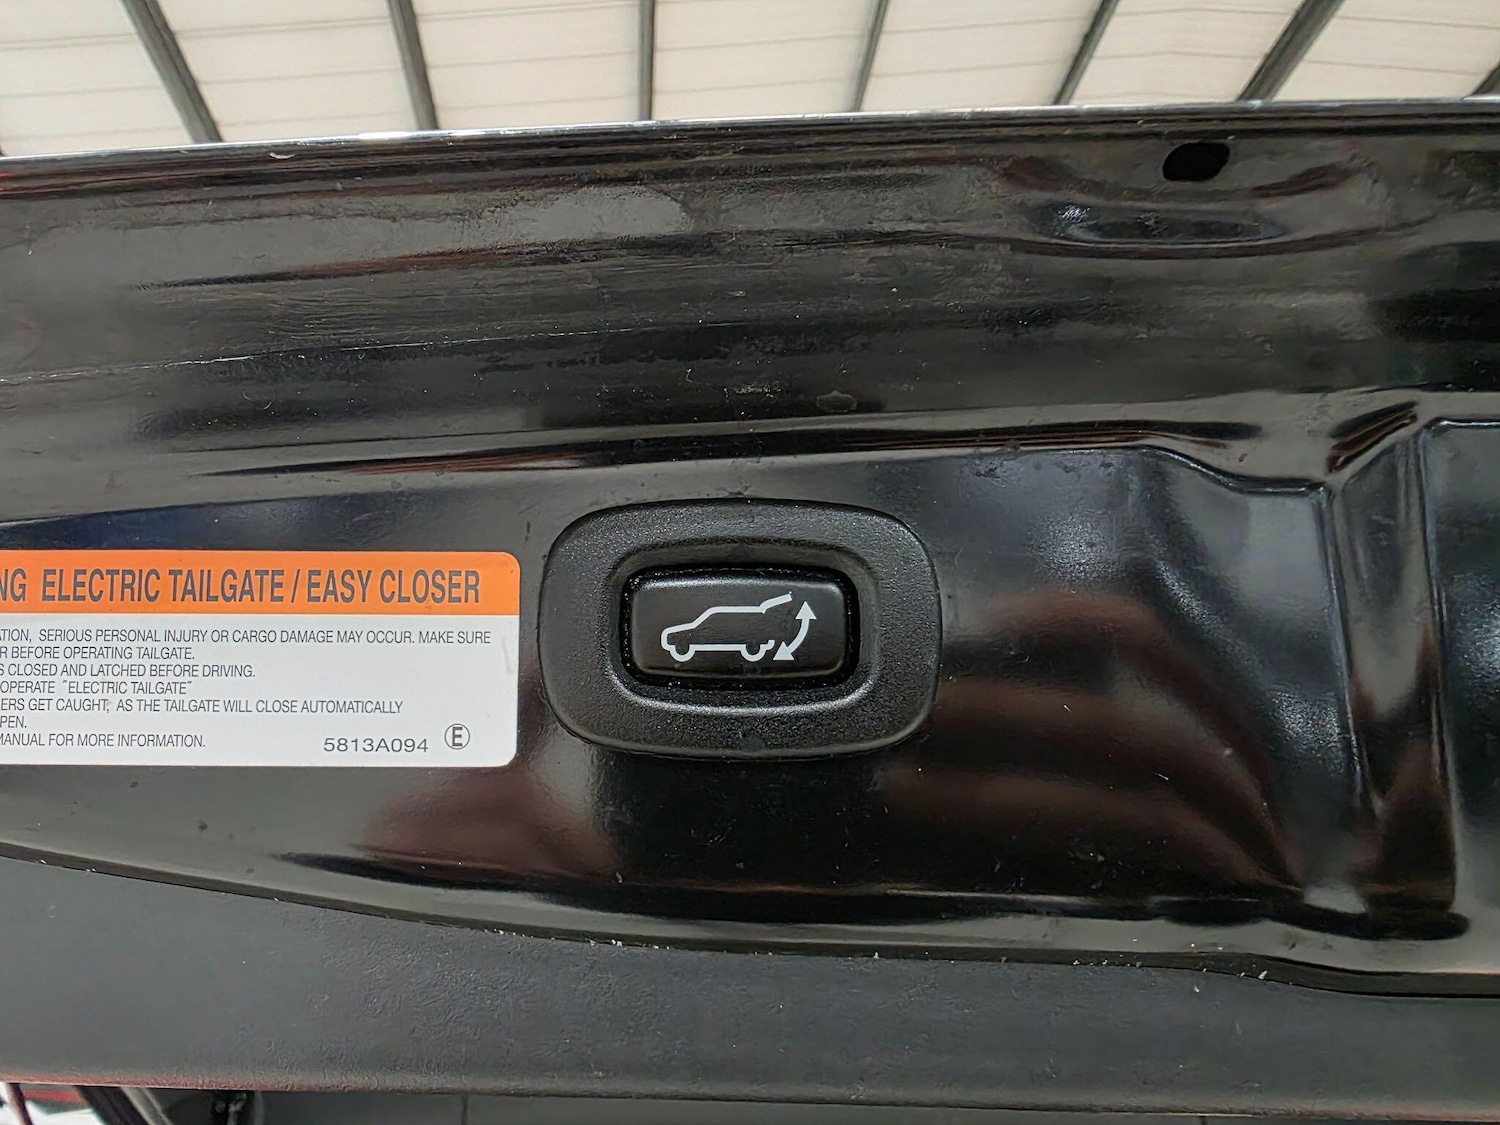 NG ELECTRIC TAILGATE / EASY CLOSER
TION, SERIOUS PERSONAL INJURY OR CARGO DAMAGE MAY OCCUR. MAKE SURE
R BEFORE OPERATING TAILGATE.
S CLOSED AND LATCHED BEFORE DRIVING.
OPERATE "ELECTRIC TAILGATE"
ERS GET CAUGHT, AS THE TAILGATE WILL CLOSE AUTOMATICALLY
PEN.
MANUAL FOR MORE INFORMATION.
5813A094 E